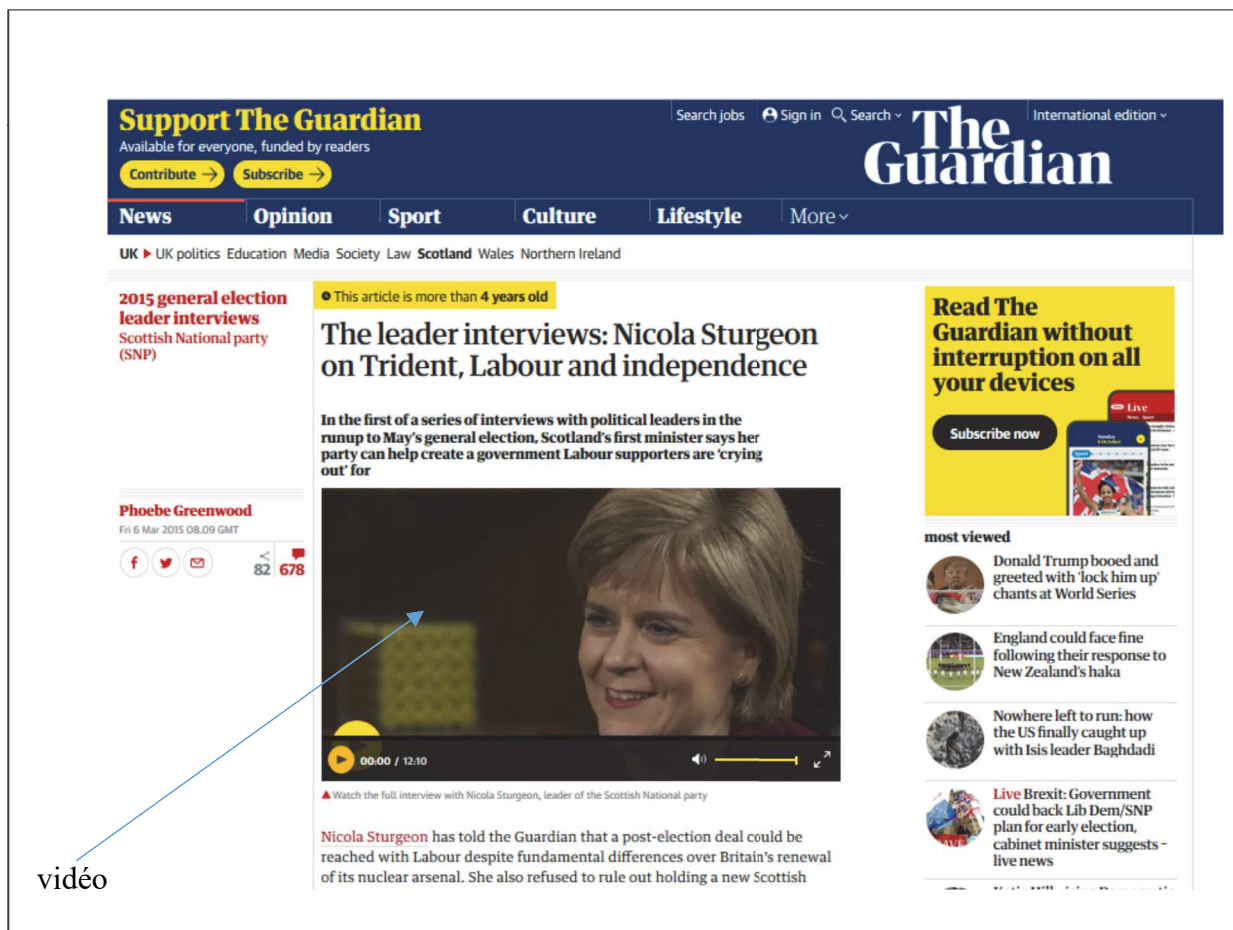 Support The Guardian
Available for everyone, funded by readers
Contribute →
Subscribe →
Search jobs
Sign in
Search
International edition
The
Guardian
News
Opinion
Sport
Culture
Lifestyle
More
UK ▶ UK politics Education Media Society Law Scotland Wales Northern Ireland
2015 general election
leader interviews
Scottish National party
(SNP)
This article is more than 4 years old
The leader interviews: Nicola Sturgeon
on Trident, Labour and independence
In the first of a series of interviews with political leaders in the
runup to May's general election, Scotland's first minister says her
party can help create a government Labour supporters are 'crying
out' for
Phoebe Greenwood
Fri 6 Mar 2015 08.09 GMT
82
678
00:00 / 12:10
▲ Watch the full interview with Nicola Sturgeon, leader of the Scottish National party
Nicola Sturgeon has told the Guardian that a post-election deal could be
reached with Labour despite fundamental differences over Britain's renewal
of its nuclear arsenal. She also refused to rule out holding a new Scottish
Read The
Guardian without
interruption on all
your devices
Subscribe now
Live
most viewed
Donald Trump booed and
greeted with 'lock him up'
chants at World Series
England could face fine
following their response to
New Zealand's haka
Nowhere left to run: how
the US finally caught up
with Isis leader Baghdadi
Live Brexit: Government
could back Lib Dem/SNP
plan for early election,
cabinet minister suggests –
live news
vidéo